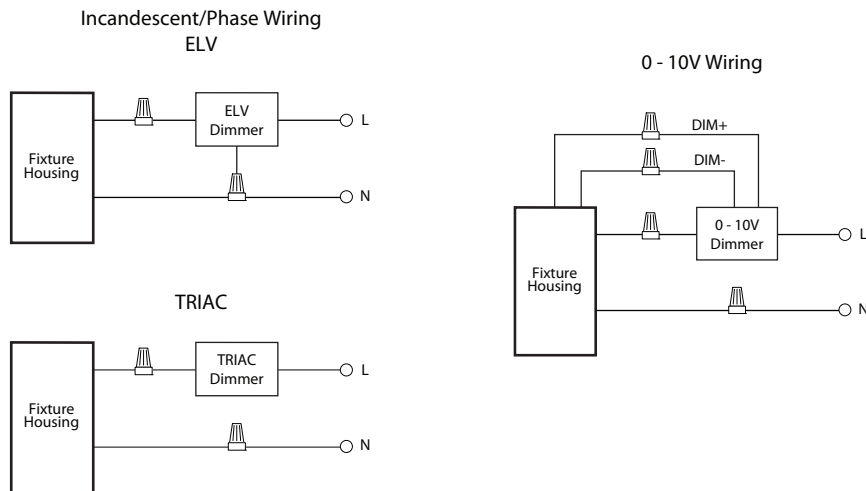 Incandescent/Phase Wiring
ELV
Fixture
Housing
ELV
Dimmer
L
N
TRIAC
Fixture
Housing
TRIAC
Dimmer
L
N
0 - 10V Wiring
DIM+
DIM-
Fixture
Housing
0 - 10V
Dimmer
L
N